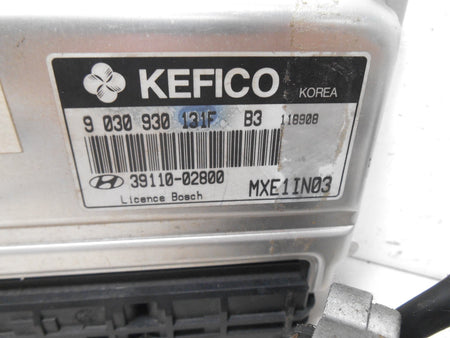 KEFICO KOREA
9 030 930 131F B3 118908
39110-02800 MXE1IN03
Licence Bosch